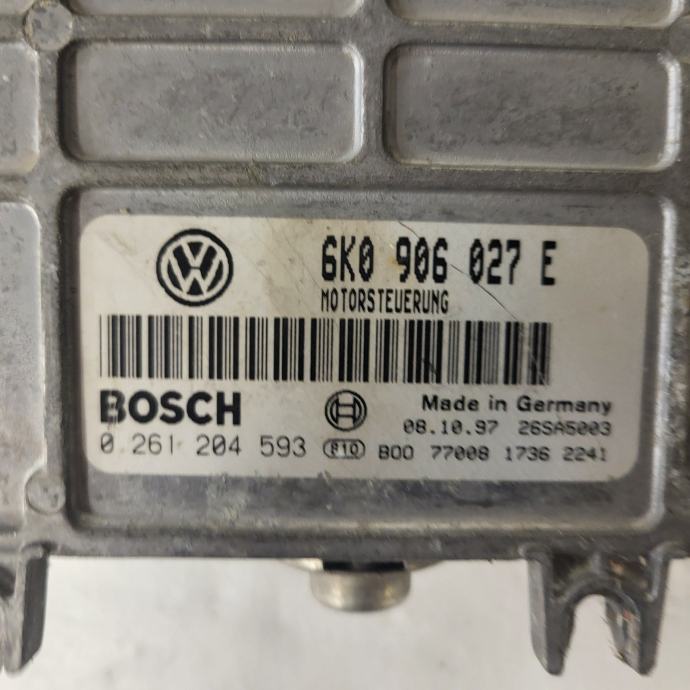 6K0 906 027 E
MOTORSTEUERUNG
BOSCH
Made in Germany
08.10.97 26SA5003
0 261 204 593 810 B00 77008 1736 2241